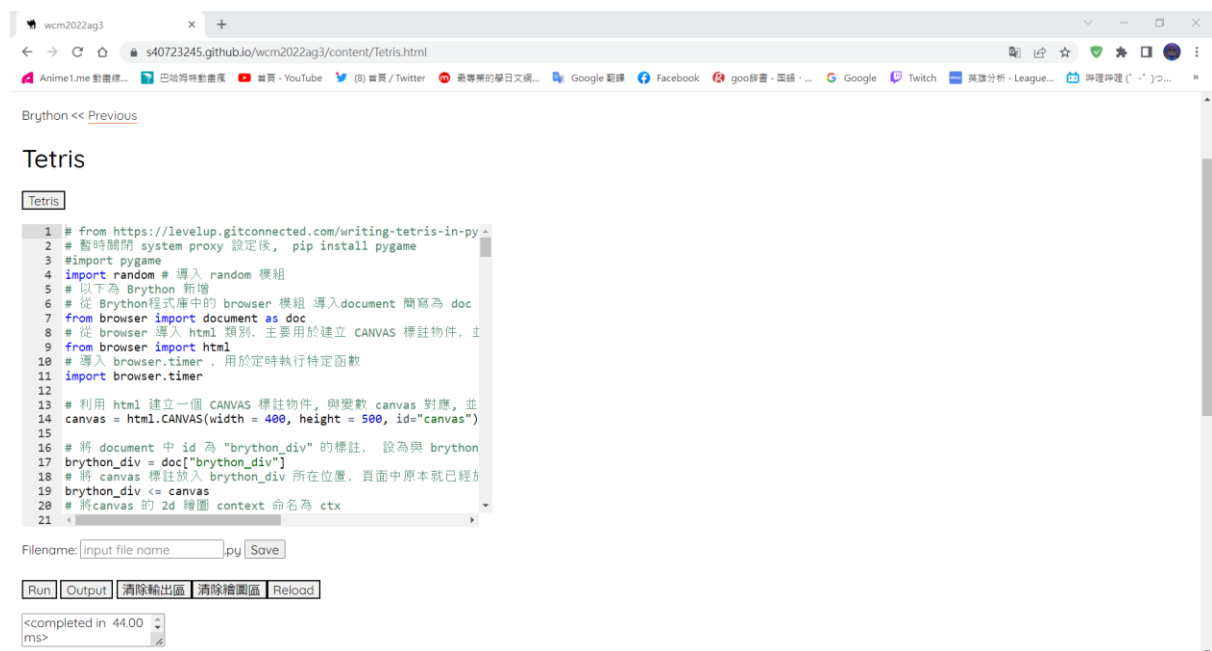 wcm2022ag3
s40723245.github.io/wcm2022ag3/content/Tetris.html
Anime1.me 動畫線... 巴哈姆特動畫瘋 首頁 - YouTube (8) 首頁 / Twitter 最專業的學日文網... Google 翻譯 Facebook goo辞書 - 国語・... Google Twitch 英雄分析 - League... 嗶哩嗶哩 (゜-゜)つ... »
Brython << Previous
Tetris
Tetris
1 # from https://levelup.gitconnected.com/writing-tetris-in-py
2 # 暫時關閉 system proxy 設定後, pip install pygame
3 #import pygame
4 import random # 導入 random 模組
5 # 以下為 Brython 新增
6 # 從 Brython程式庫中的 browser 模組 導入document 簡寫為 doc
7 from browser import document as doc
8 # 從 browser 導入 html 類別. 主要用於建立 CANVAS 標註物件, 並
9 from browser import html
10 # 導入 browser.timer . 用於定時執行特定函數
11 import browser.timer
12
13 # 利用 html 建立一個 CANVAS 標註物件, 與變數 canvas 對應, 並
14 canvas = html.CANVAS(width = 400, height = 500, id="canvas")
15
16 # 將 document 中 id 為 "brython_div" 的標註. 設為與 brython_
17 brython_div = doc["brython_div"]
18 # 將 canvas 標註放入 brython_div 所在位置. 頁面中原本就已經放
19 brython_div <= canvas
20 # 將canvas 的 2d 繪圖 context 命名為 ctx
21
Filename: input file name .py Save
Run Output 清除輸出區 清除繪圖區 Reload
<completed in 44.00
ms>